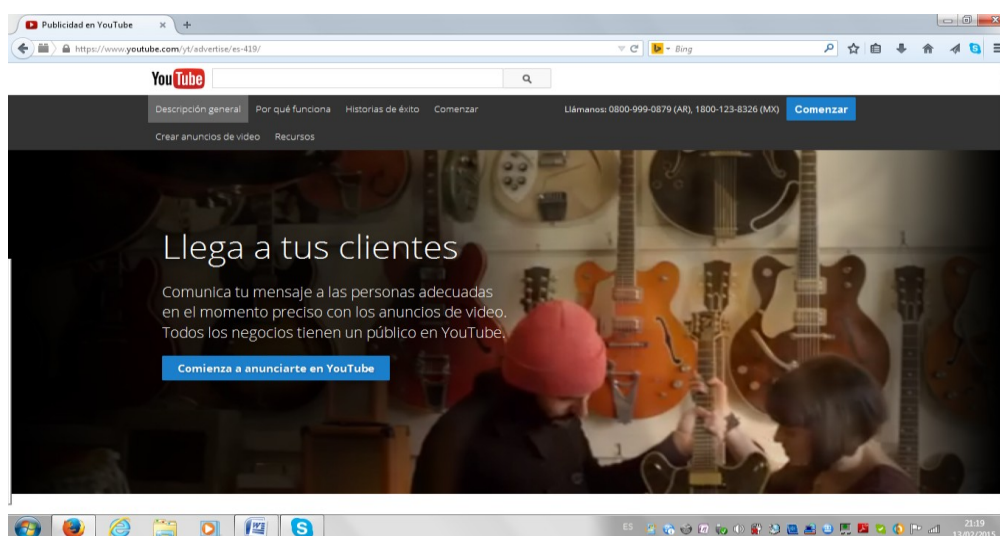 Publicidad en YouTube
https://www.youtube.com/yt/advertise/es-419/
Bing
YouTube
Descripción general Por qué funciona Historias de éxito Comenzar Llámanos: 0800-999-0879 (AR), 1800-123-8326 (MX) Comenzar
Crear anuncios de video Recursos
Llega a tus clientes
Comunica tu mensaje a las personas adecuadas
en el momento preciso con los anuncios de video.
Todos los negocios tienen un público en YouTube.
Comienza a anunciarte en YouTube
ES
21:19
13/02/2015